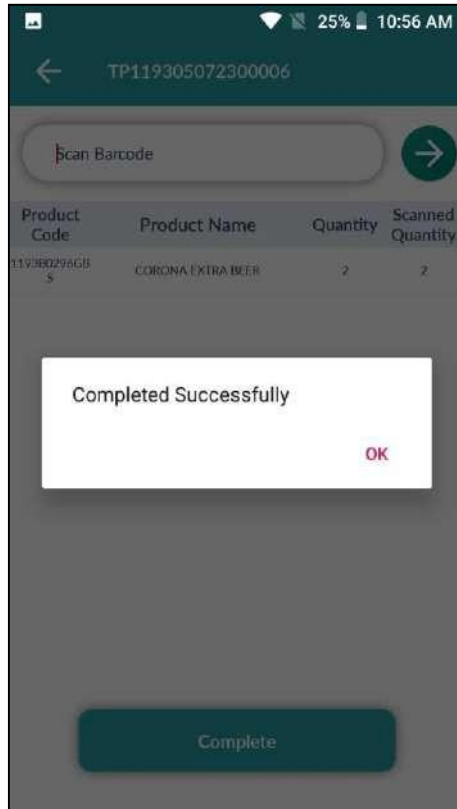 25% 10:56 AM
TP119305072300006
Scan Barcode
Product Code
Product Name
Quantity
Scanned Quantity
1193B0296GB
S
CORONA EXTRA BEER
2
2
Completed Successfully
OK
Complete